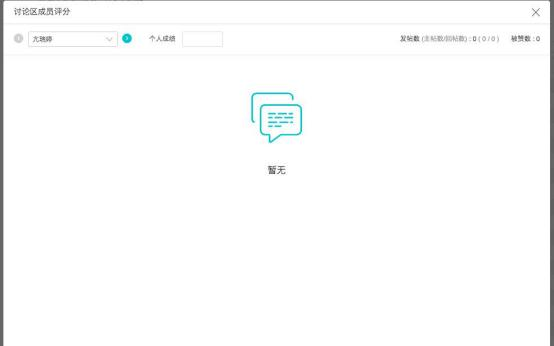 讨论区成员评分
亢晓婷 个人成绩 发帖数 (主帖数/回帖数) : 0 ( 0 / 0 ) 被赞数 : 0
暂无